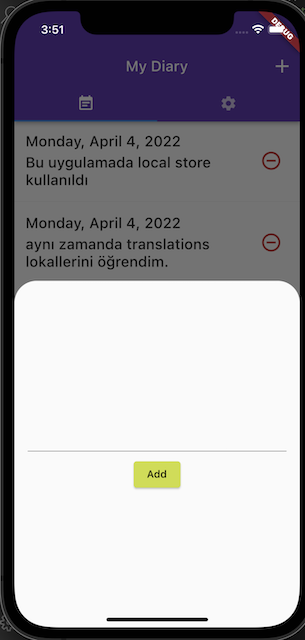 3:51
DEBUG
My Diary
Monday, April 4, 2022
Bu uygulamada local store
kullanıldı
Monday, April 4, 2022
aynı zamanda translations
lokallerini öğrendim.
Add